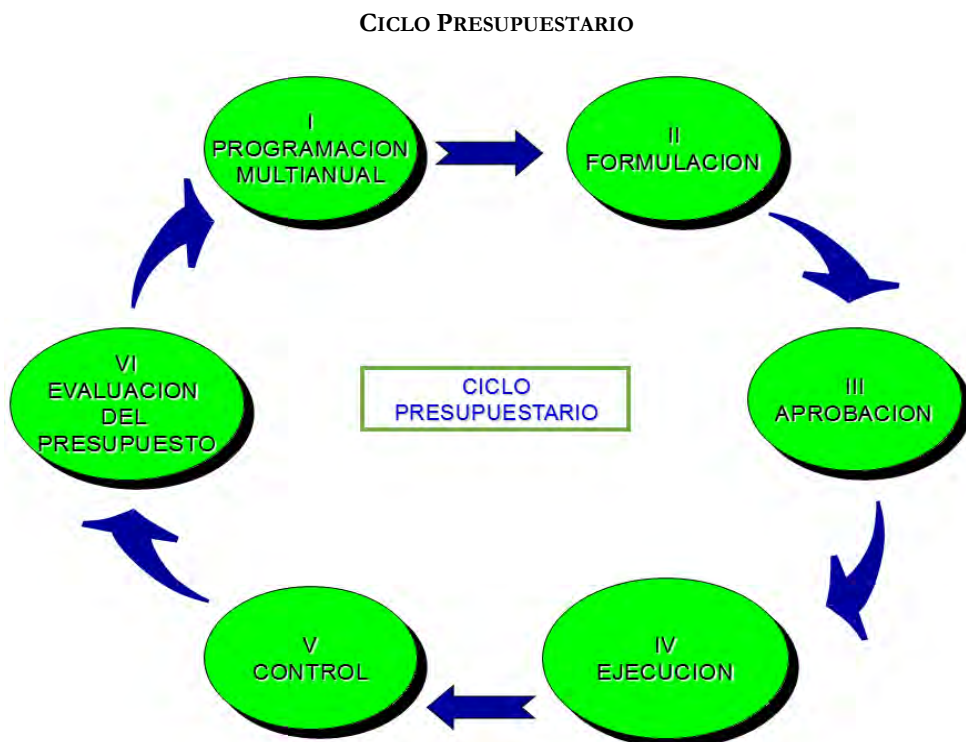 CICLO PRESUPUESTARIO
I
PROGRAMACION
MULTIANUAL
II
FORMULACION
III
APROBACION
IV
EJECUCION
V
CONTROL
VI
EVALUACION
DEL
PRESUPUESTO
CICLO
PRESUPUESTARIO